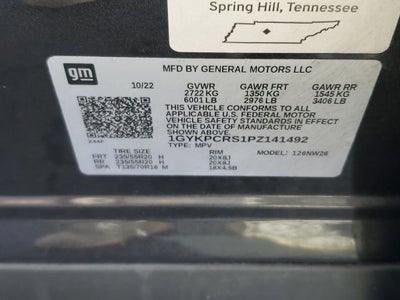 Spring Hill, Tennessee
gm
MFD BY GENERAL MOTORS LLC
10/22 GVWR GAWR FRT GAWR RR
2722 KG 1350 KG 1545 KG
6001 LB 2976 LB 3406 LB
THIS VEHICLE CONFORMS TO ALL
APPLICABLE U.S. FEDERAL MOTOR
VEHICLE SAFETY STANDARDS IN EFFECT
ON THE DATE OF MANUFACTURE SHOWN ABOVE.
1GYKPCRS1PZ141492
TYPE: MPV MODEL: 126NW26
TIRE SIZE RIM
FRT 235/55R20 H 20X8J
RR 235/55R20 H 20X8J
SPA T135/70R18 M 18X4.5B